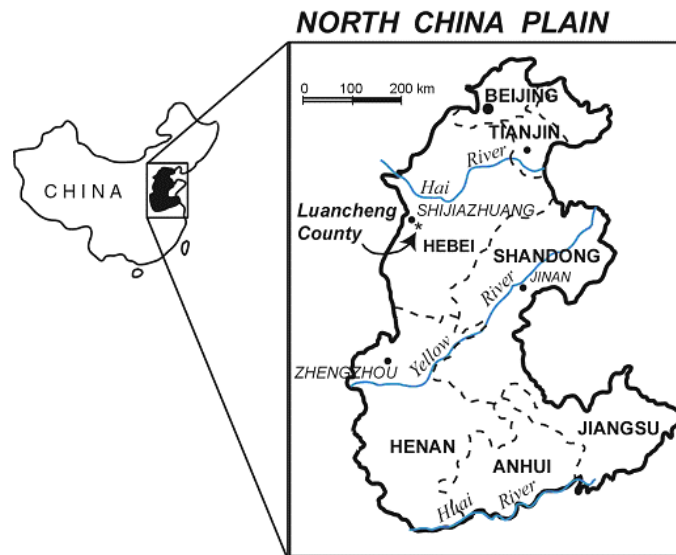 NORTH CHINA PLAIN
0 100 200 km
BEIJING
TIANJIN
CHINA
Hai River
Luancheng
County
SHIJIAZHUANG
*
HEBEI
SHANDONG
JINAN
Yellow River
ZHENGZHOU
JIANGSU
HENAN
ANHUI
Huai River